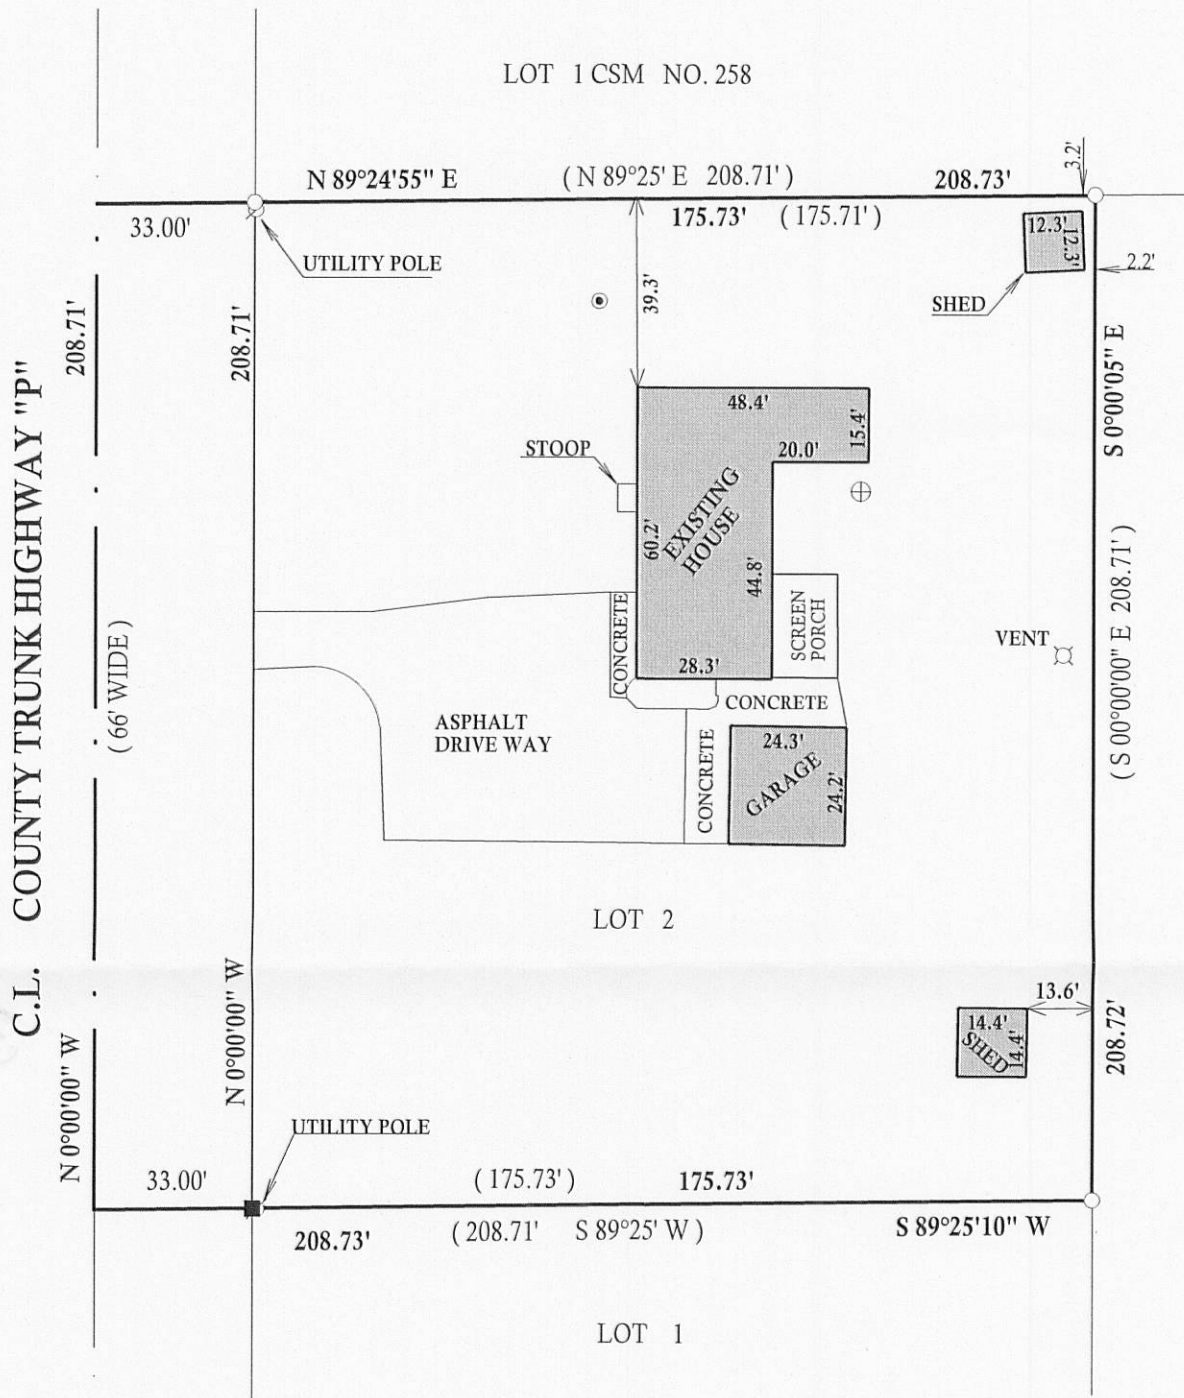 LOT 1 CSM NO. 258
N 89°24'55" E
( N 89°25' E 208.71' )
208.73'
3.2'
33.00'
175.73'
( 175.71' )
UTILITY POLE
12.3'
12.3'
2.2'
SHED
39.3'
208.71'
208.71'
S 0°00'05" E
48.4'
15.4'
20.0'
STOOP
EXISTING
HOUSE
60.2'
44.8'
C.L. COUNTY TRUNK HIGHWAY "P"
( 66' WIDE )
( S 00°00'00" E 208.71' )
CONCRETE
SCREEN
PORCH
VENT
28.3'
CONCRETE
ASPHALT
DRIVE WAY
CONCRETE
24.3'
GARAGE
24.2'
LOT 2
N 0°00'00" W
N 0°00'00" W
13.6'
14.4'
14.4'
SHED
208.72'
UTILITY POLE
33.00'
( 175.73' )
175.73'
208.73'
( 208.71' S 89°25' W )
S 89°25'10" W
LOT 1